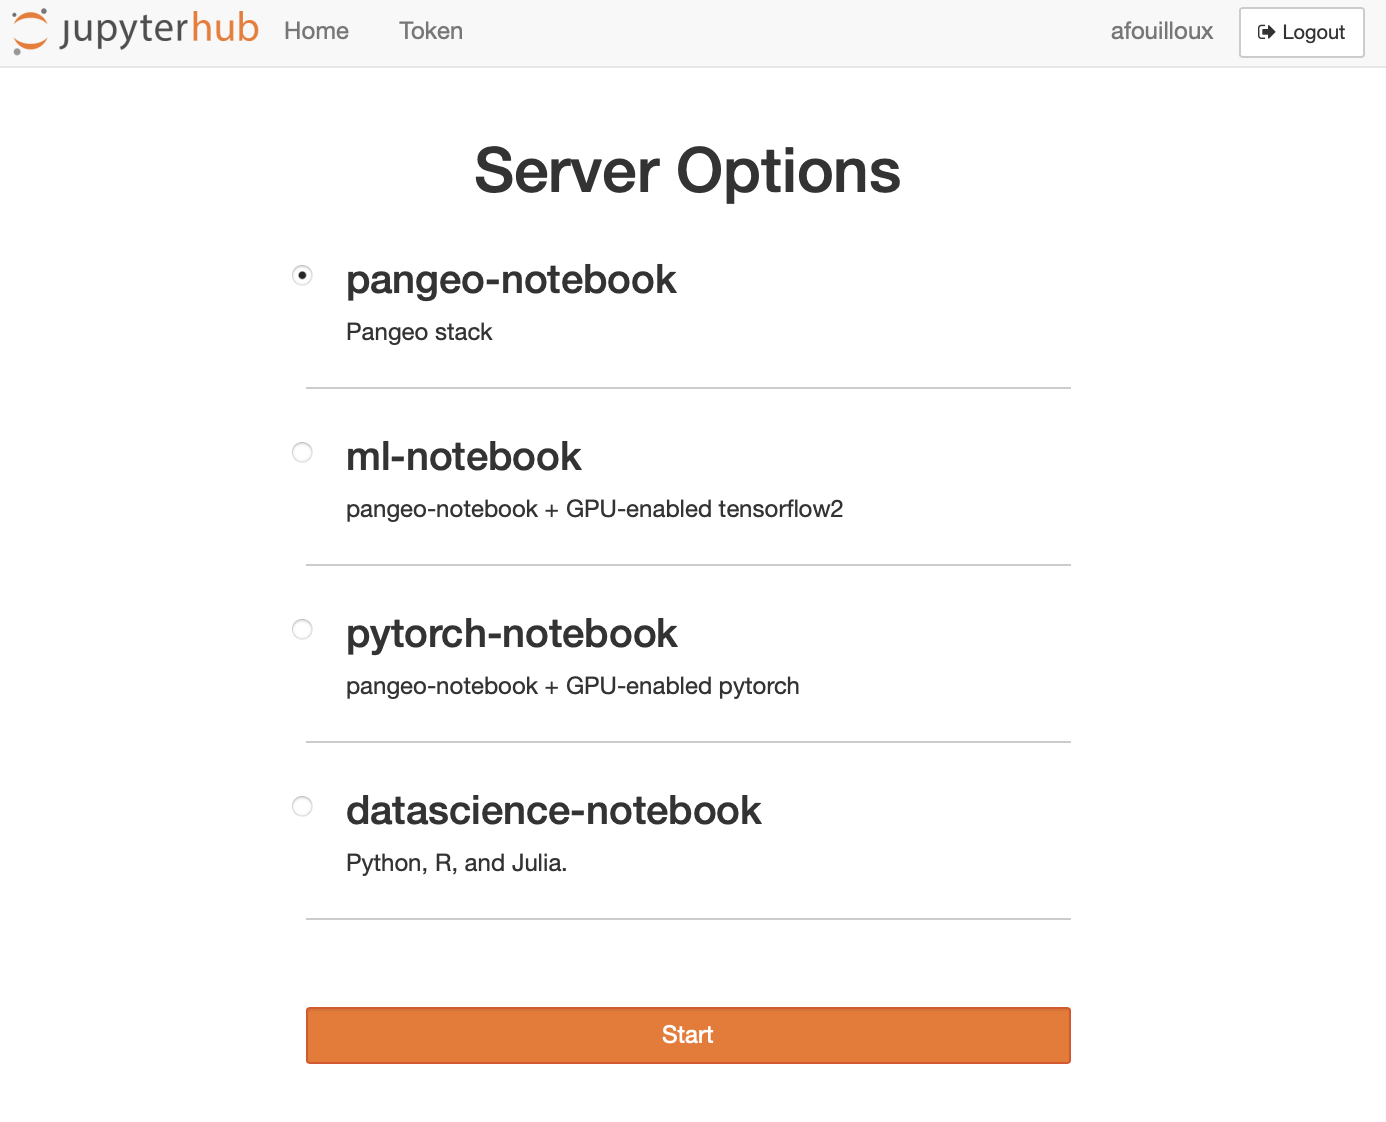 jupyterhub Home Token afouilloux Logout
Server Options
pangeo-notebook
Pangeo stack
ml-notebook
pangeo-notebook + GPU-enabled tensorflow2
pytorch-notebook
pangeo-notebook + GPU-enabled pytorch
datascience-notebook
Python, R, and Julia.
Start